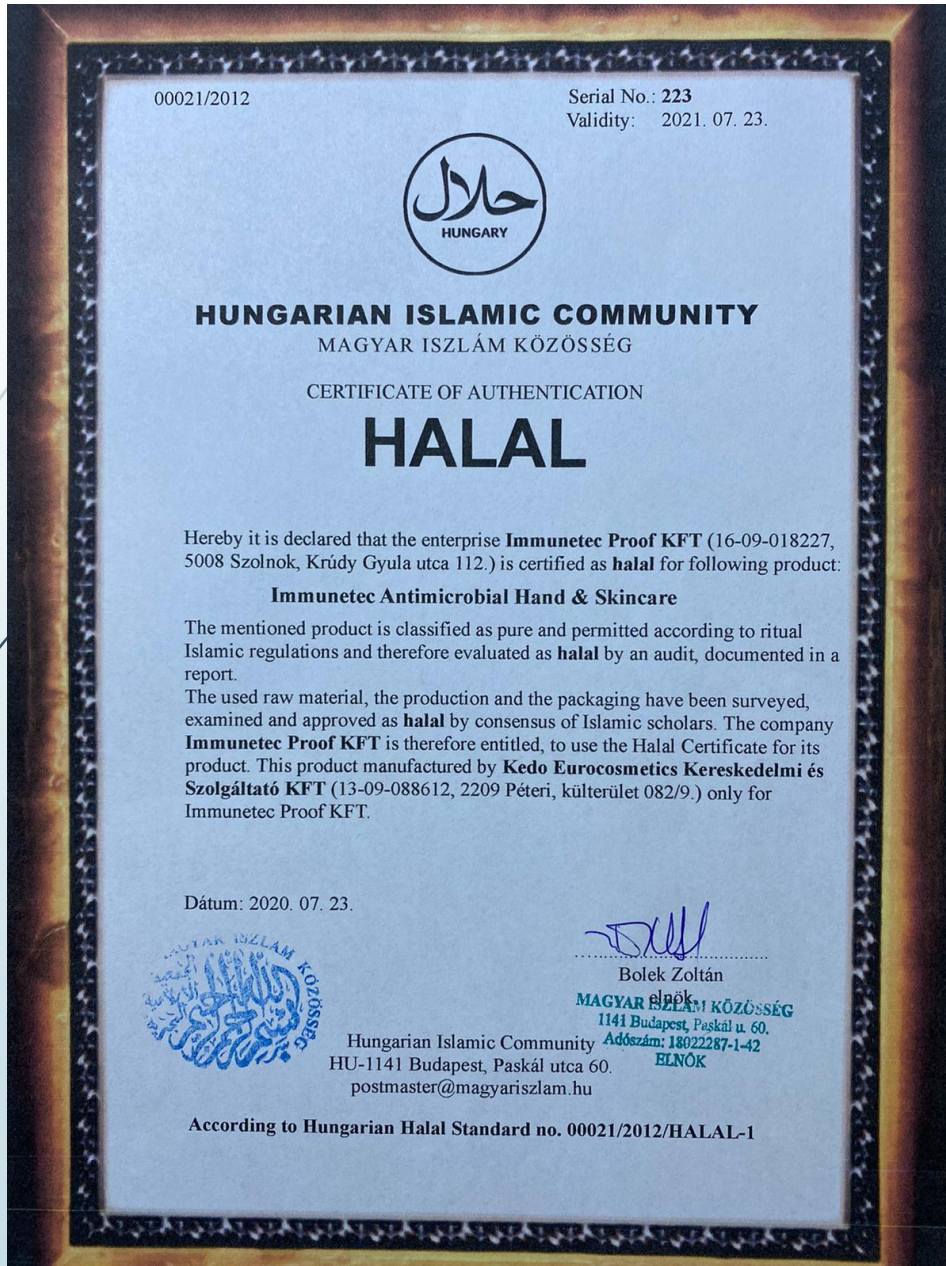 00021/2012
Serial No.: 223
Validity: 2021. 07. 23.
حلال
HUNGARY
HUNGARIAN ISLAMIC COMMUNITY
MAGYAR ISZLÁM KÖZÖSSÉG
CERTIFICATE OF AUTHENTICATION
HALAL
Hereby it is declared that the enterprise Immunetec Proof KFT (16-09-018227,
5008 Szolnok, Krúdy Gyula utca 112.) is certified as halal for following product:
Immunetec Antimicrobial Hand & Skincare
The mentioned product is classified as pure and permitted according to ritual
Islamic regulations and therefore evaluated as halal by an audit, documented in a
report.
The used raw material, the production and the packaging have been surveyed,
examined and approved as halal by consensus of Islamic scholars. The company
Immunetec Proof KFT is therefore entitled, to use the Halal Certificate for its
product. This product manufactured by Kedo Eurocosmetics Kereskedelmi és
Szolgáltató KFT (13-09-088612, 2209 Péteri, külterület 082/9.) only for
Immunetec Proof KFT.
Dátum: 2020. 07. 23.
Bolek Zoltán
elnök
MAGYAR ISZLÁM KÖZÖSSÉG
1141 Budapest, Paskál u. 60.
Adószám: 18022287-1-42
ELNÖK
MAGYAR ISZLÁM KÖZÖSSÉG
Hungarian Islamic Community
HU-1141 Budapest, Paskál utca 60.
postmaster@magyariszlam.hu
According to Hungarian Halal Standard no. 00021/2012/HALAL-1